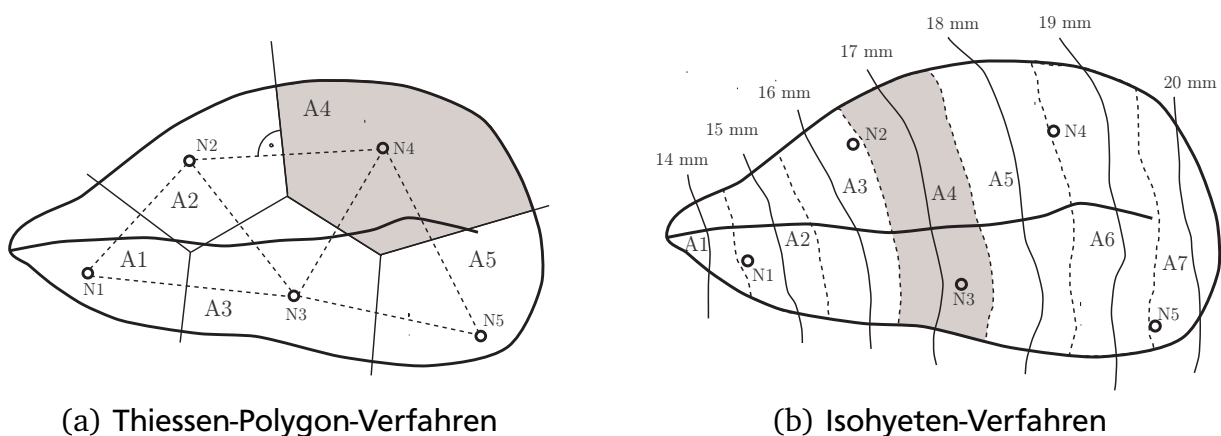 A4
N2
N4
A2
A1
N1
A3
N3
A5
N5
(a) Thiessen-Polygon-Verfahren
14 mm
15 mm
16 mm
17 mm
18 mm
19 mm
20 mm
N2
N4
A3
A4
A5
A1
A2
A6
N1
N3
A7
N5
(b) Isohyeten-Verfahren